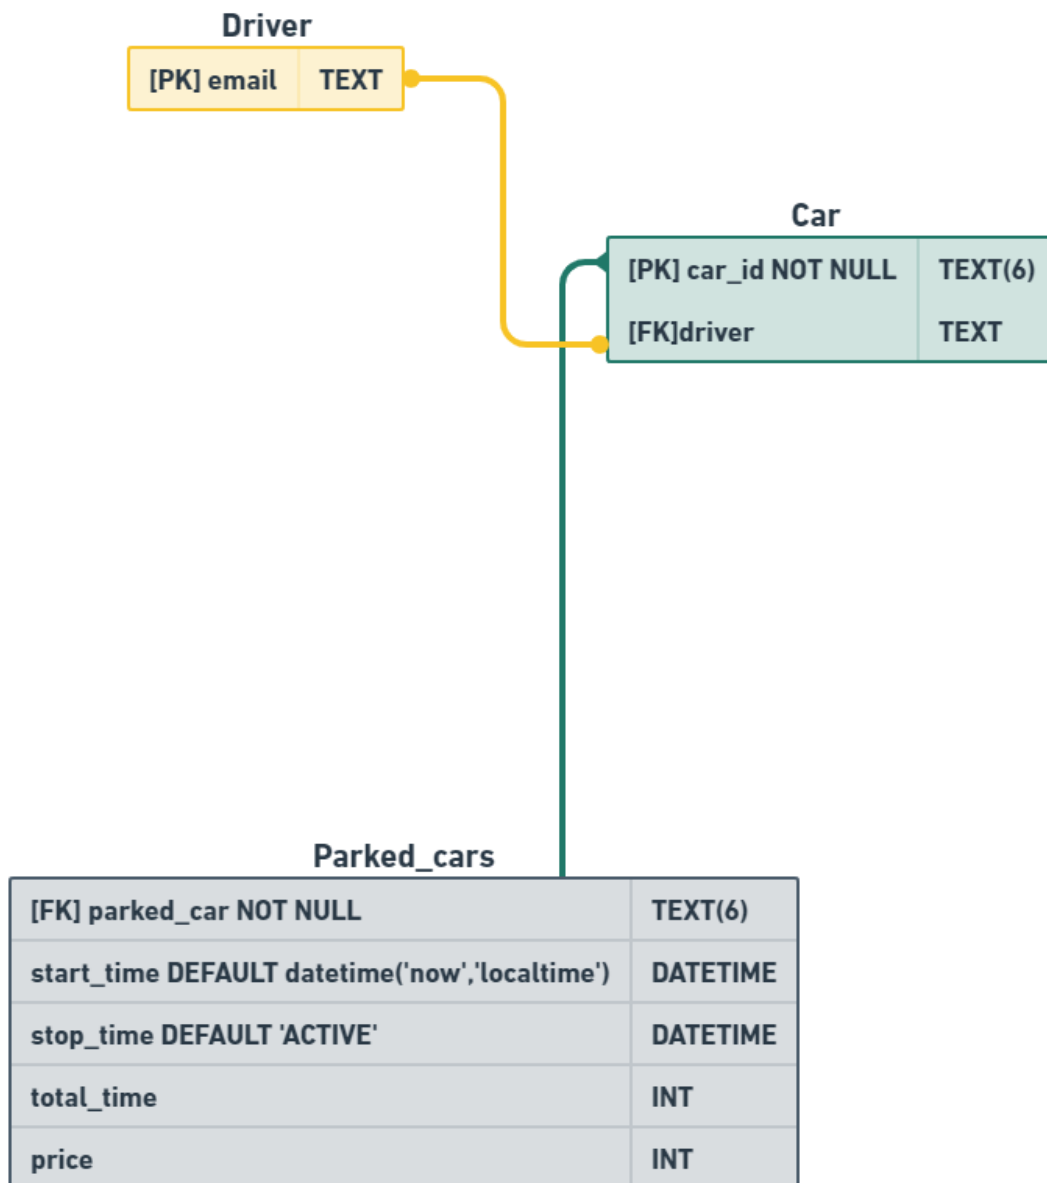 Driver
[PK] email TEXT
Car
[PK] car_id NOT NULL TEXT(6)
[FK]driver TEXT
Parked_cars
[FK] parked_car NOT NULL TEXT(6)
start_time DEFAULT datetime('now','localtime') DATETIME
stop_time DEFAULT 'ACTIVE' DATETIME
total_time INT
price INT